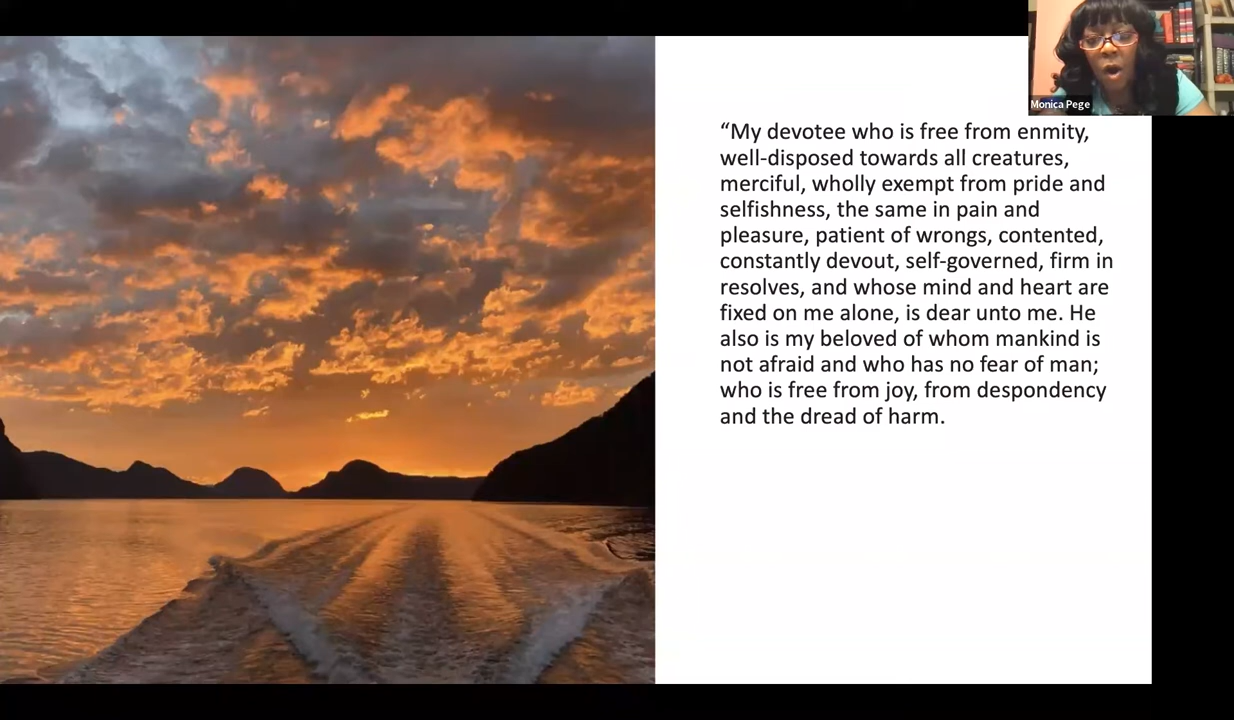 Monica Pege
“My devotee who is free from enmity,
well-disposed towards all creatures,
merciful, wholly exempt from pride and
selfishness, the same in pain and
pleasure, patient of wrongs, contented,
constantly devout, self-governed, firm in
resolves, and whose mind and heart are
fixed on me alone, is dear unto me. He
also is my beloved of whom mankind is
not afraid and who has no fear of man;
who is free from joy, from despondency
and the dread of harm.